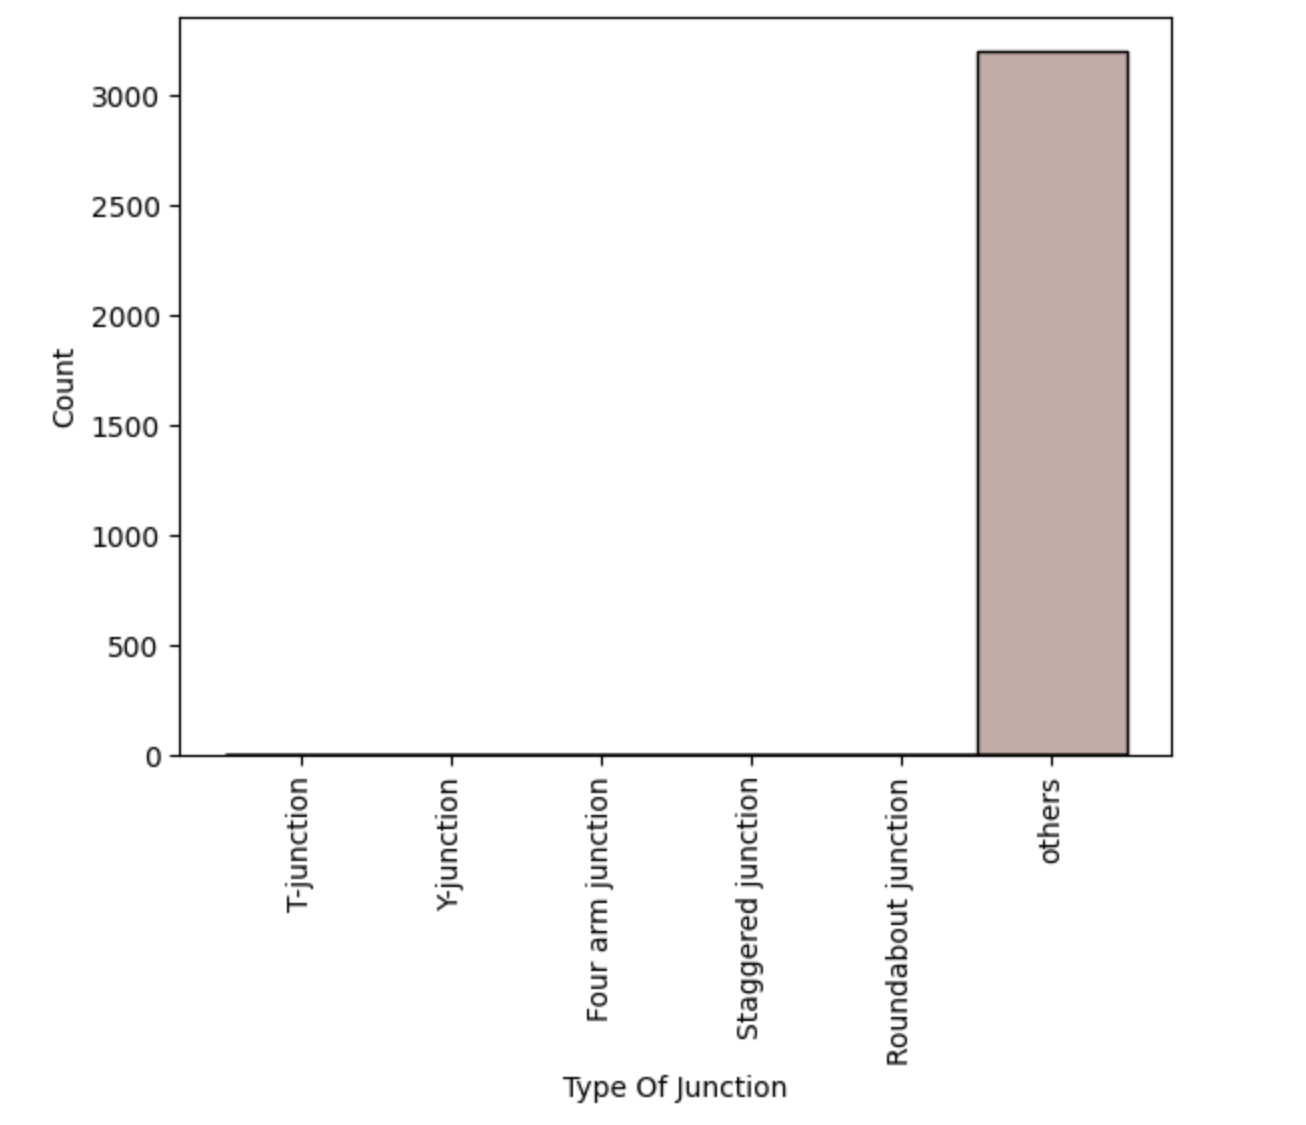 Count
3000
2500
2000
1500
1000
500
0
T-junction
Y-junction
Four arm junction
Staggered junction
Roundabout junction
others
Type Of Junction